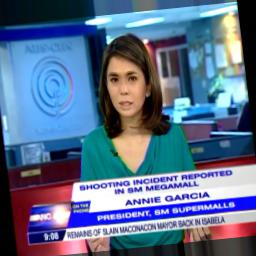 ABS-CBN
SHOOTING INCIDENT REPORTED
IN SM MEGAMALL
ANC
ON THE
PHONE
ANNIE GARCIA
PRESIDENT, SM SUPERMALLS
9:08
REMAINS OF SLAIN MACONACON MAYOR BACK IN ISABELA